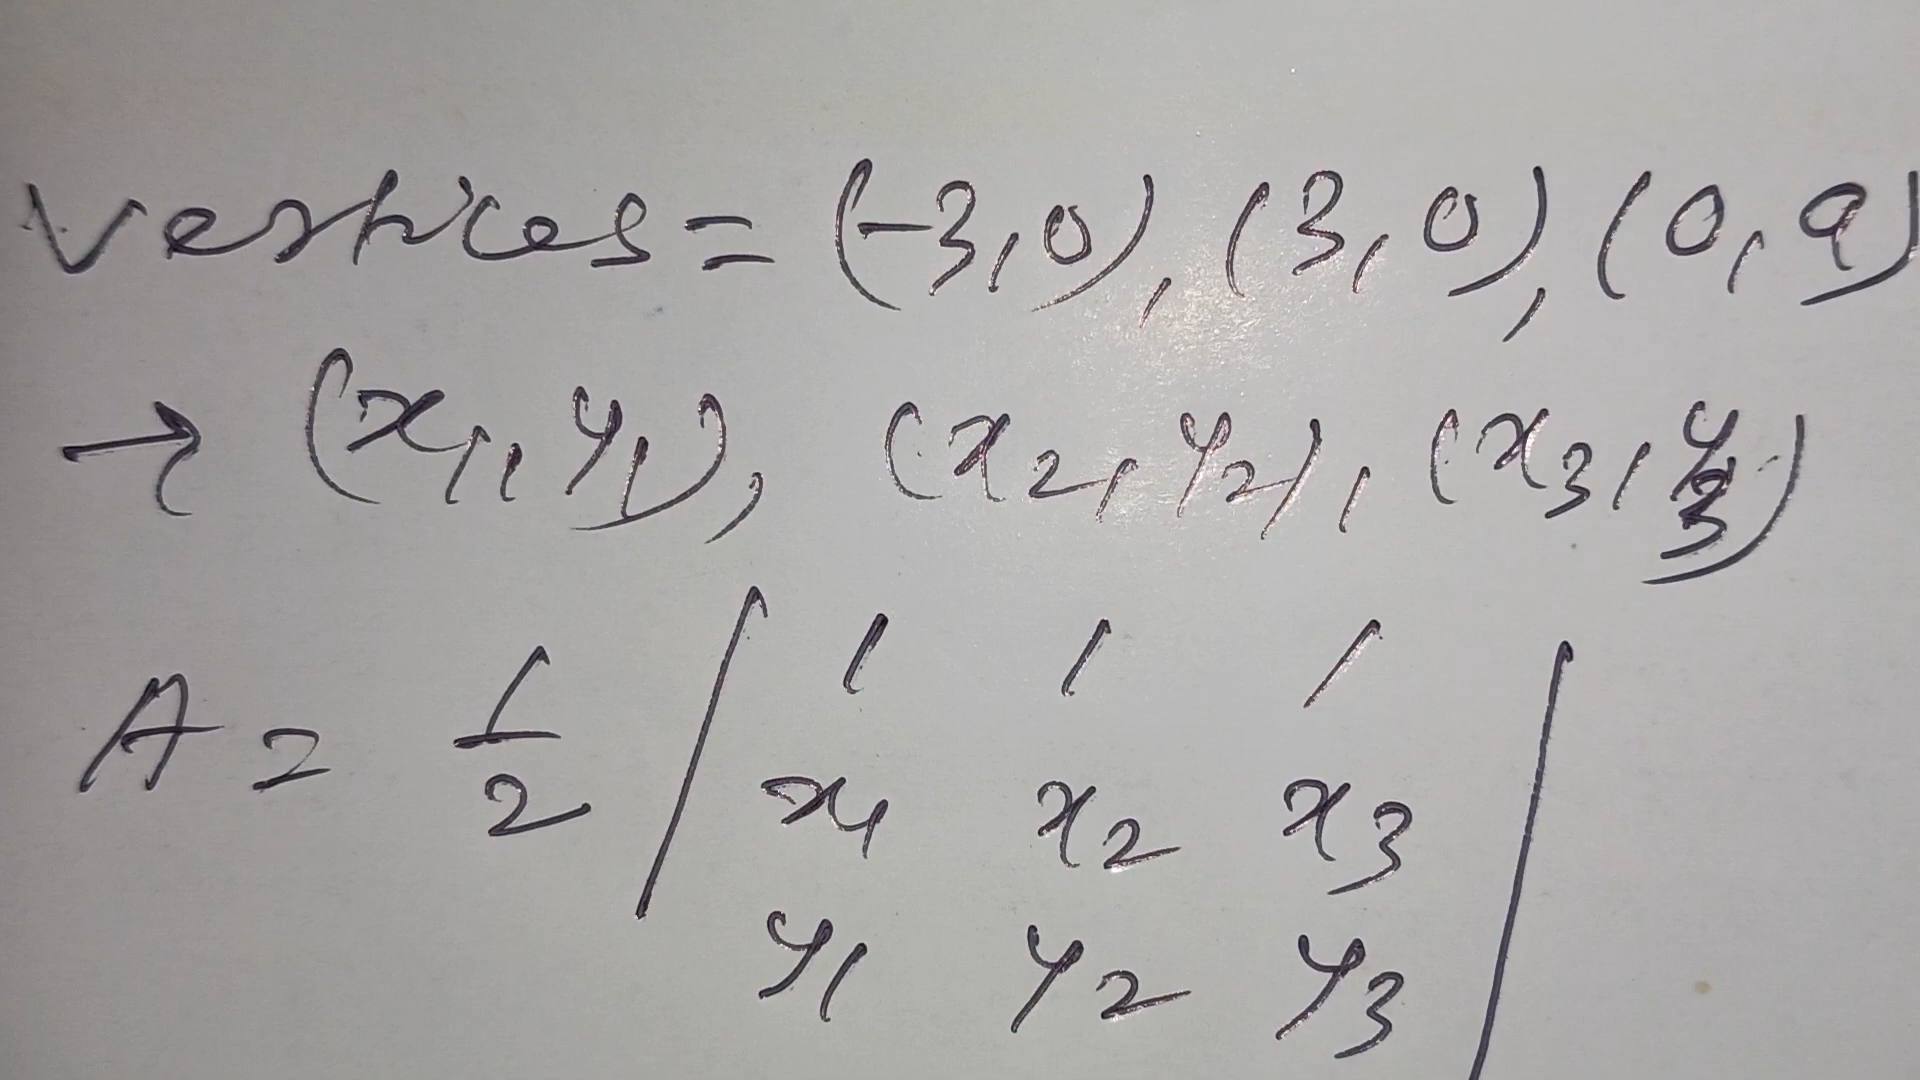 vertices = (-3,0), (3,0), (0,9)
→ (x1,y1), (x2,y2), (x3,y3)
A = 1/2 | 1 1 1 |
x1 x2 x3
y1 y2 y3